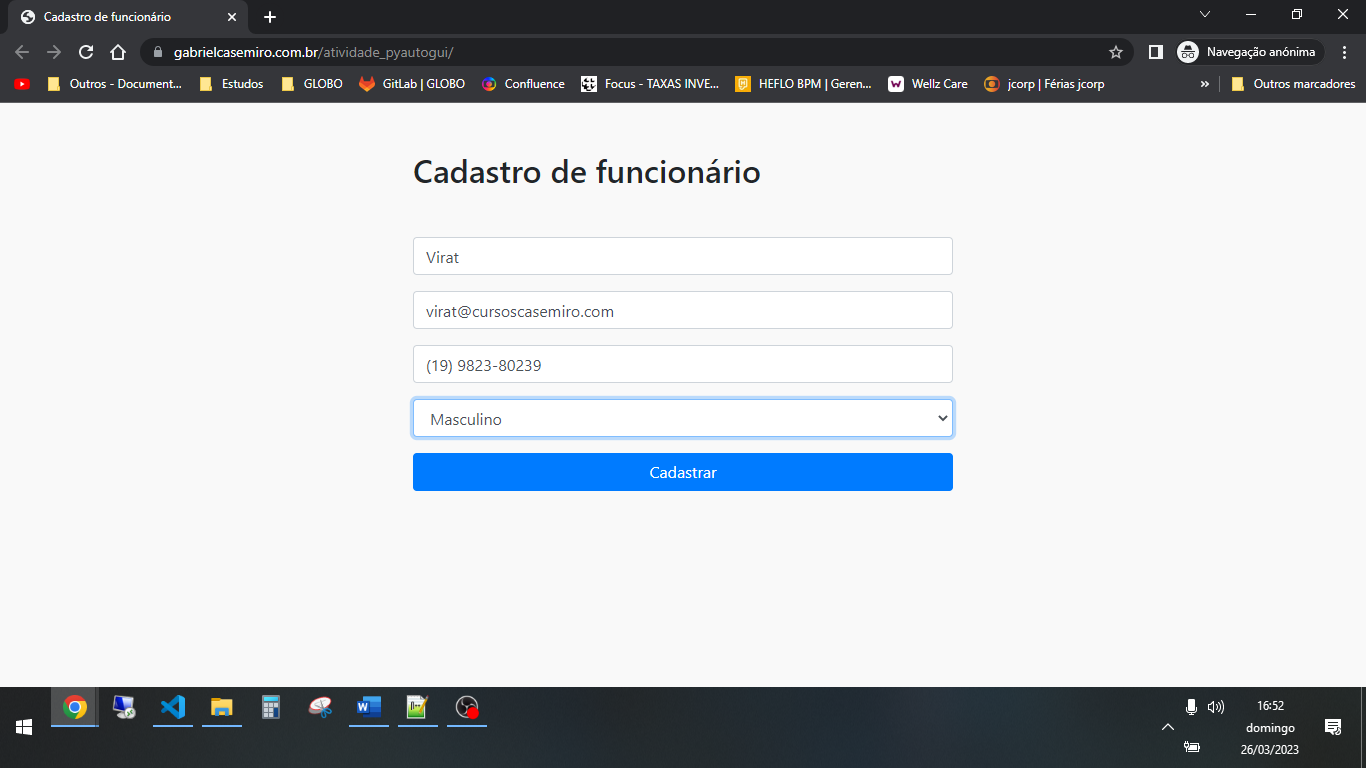 Cadastro de funcionário
gabrielcasemiro.com.br/atividade_pyautogui/
Navegação anónima
Outros - Document...
Estudos
GLOBO
GitLab | GLOBO
Confluence
Focus - TAXAS INVE...
HEFLO BPM | Geren...
Wellz Care
jcorp | Férias jcorp
»
Outros marcadores
Cadastro de funcionário
Virat
virat@cursoscasemiro.com
(19) 9823-80239
Masculino
Cadastrar
16:52
domingo
26/03/2023